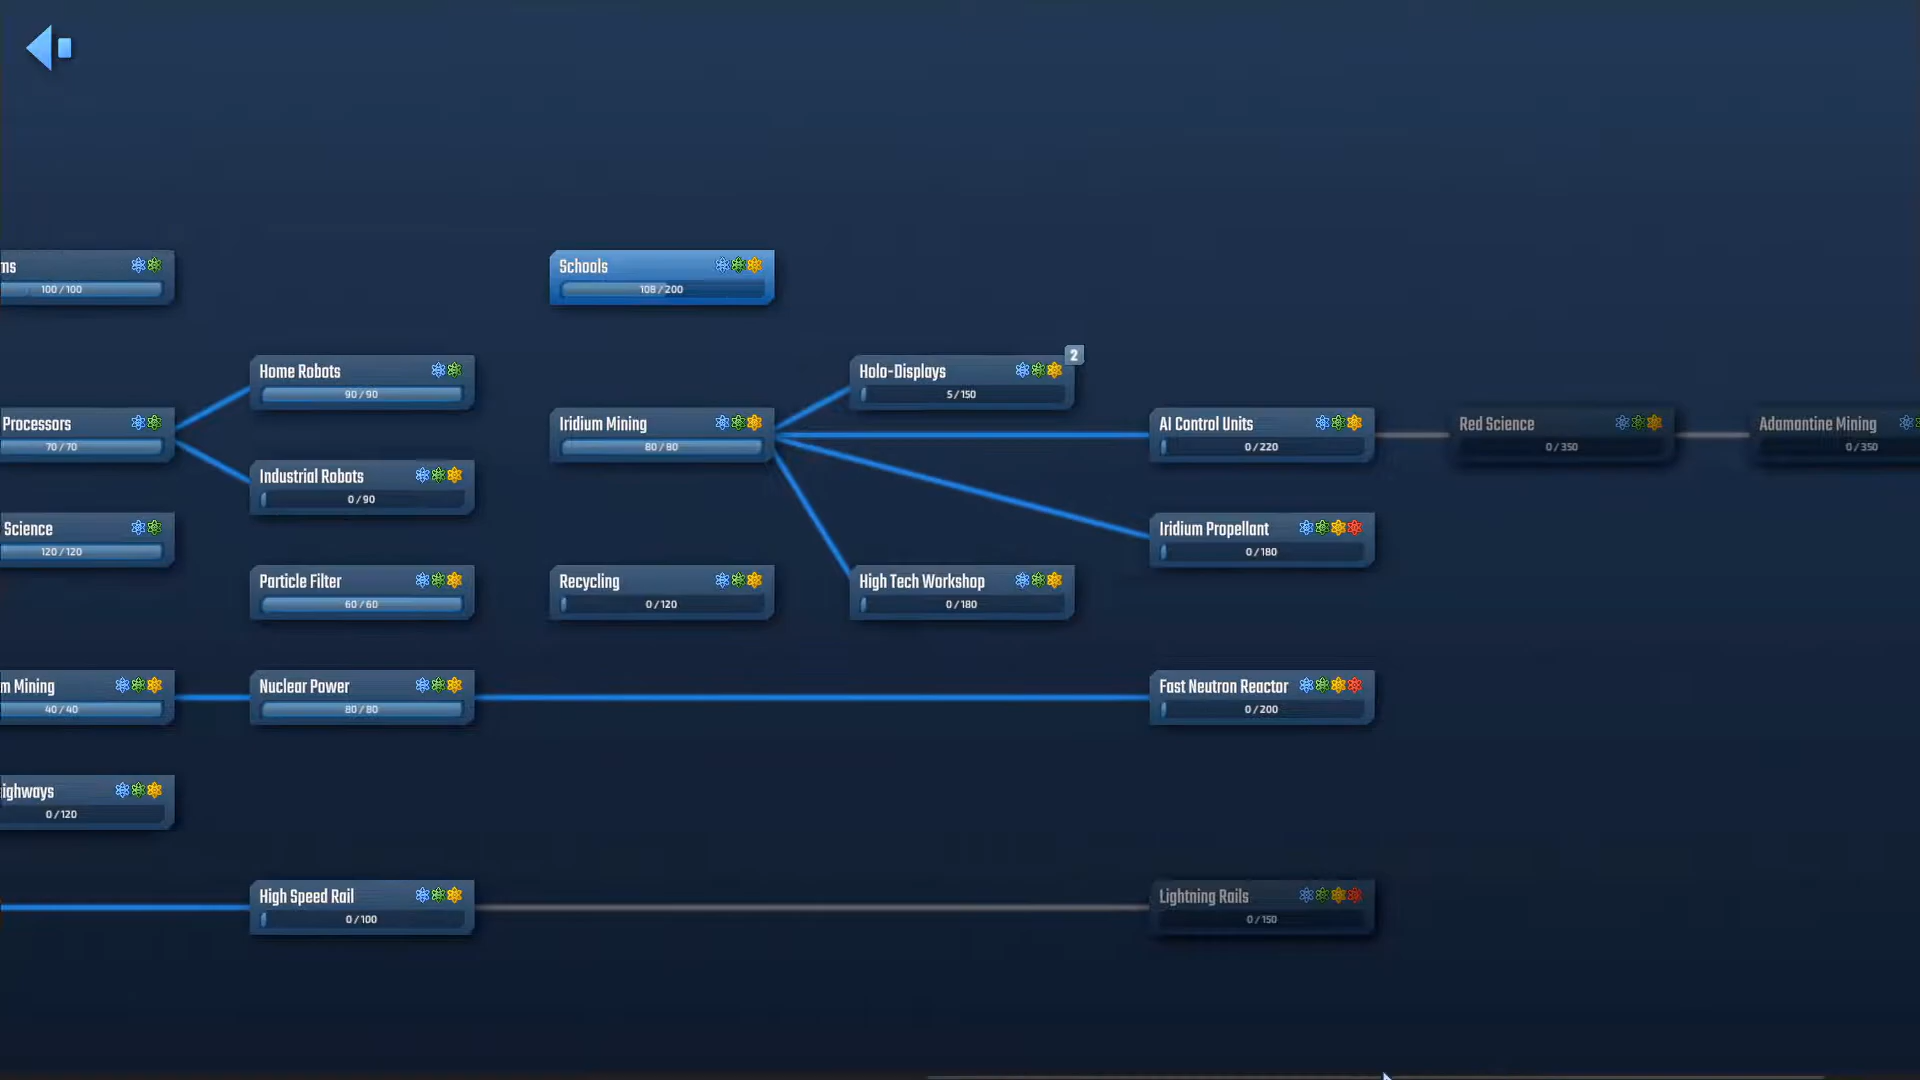 ms
100/100
Schools
108/200
Home Robots
90/90
2
Holo-Displays
5/150
Processors
70/70
Iridium Mining
80/80
AI Control Units
0/220
Red Science
0/350
Adamantine Mining
0/350
Industrial Robots
0/90
Science
120/120
Iridium Propellant
0/180
Particle Filter
60/60
Recycling
0/120
High Tech Workshop
0/180
m Mining
40/40
Nuclear Power
80/80
Fast Neutron Reactor
0/200
ighways
0/120
High Speed Rail
0/100
Lightning Rails
0/150